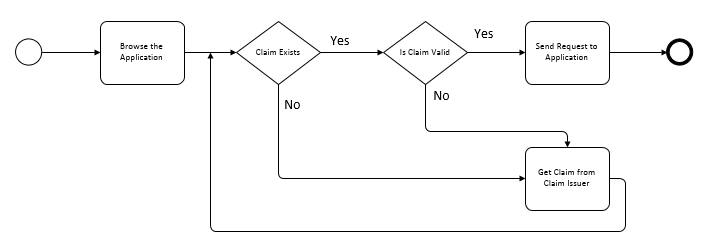 Browse the
Application
Claim Exists
Yes
Is Claim Valid
Yes
Send Request to
Application
No
No
Get Claim from
Claim Issuer